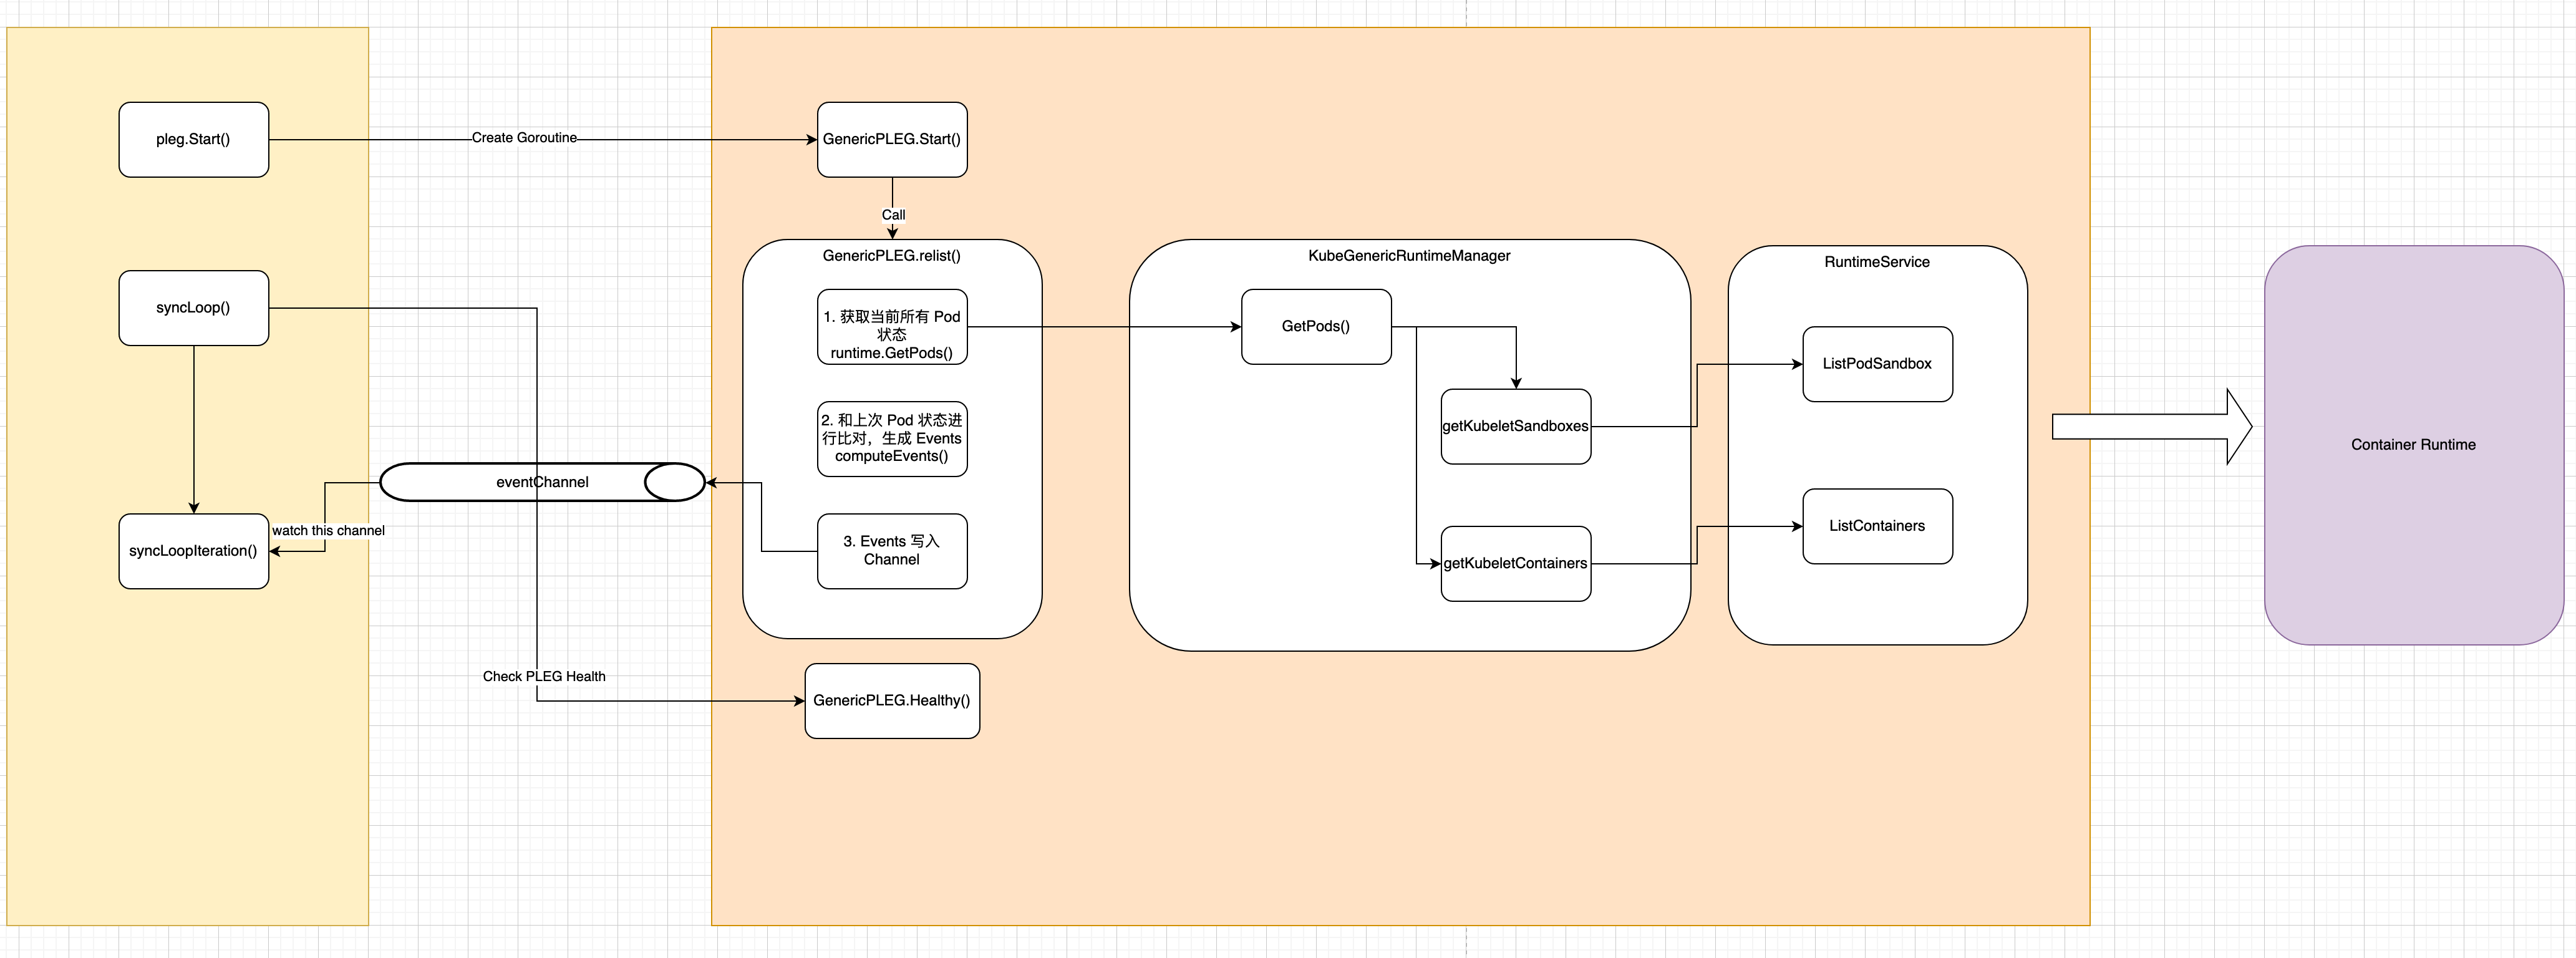 pleg.Start()
Create Goroutine
GenericPLEG.Start()
Call
syncLoop()
GenericPLEG.relist()
1. 获取当前所有 Pod
状态
runtime.GetPods()
2. 和上次 Pod 状态进
行比对，生成 Events
computeEvents()
3. Events 写入
Channel
eventChannel
watch this channel
syncLoopIteration()
Check PLEG Health
GenericPLEG.Healthy()
KubeGenericRuntimeManager
GetPods()
getKubeletSandboxes
getKubeletContainers
RuntimeService
ListPodSandbox
ListContainers
Container Runtime